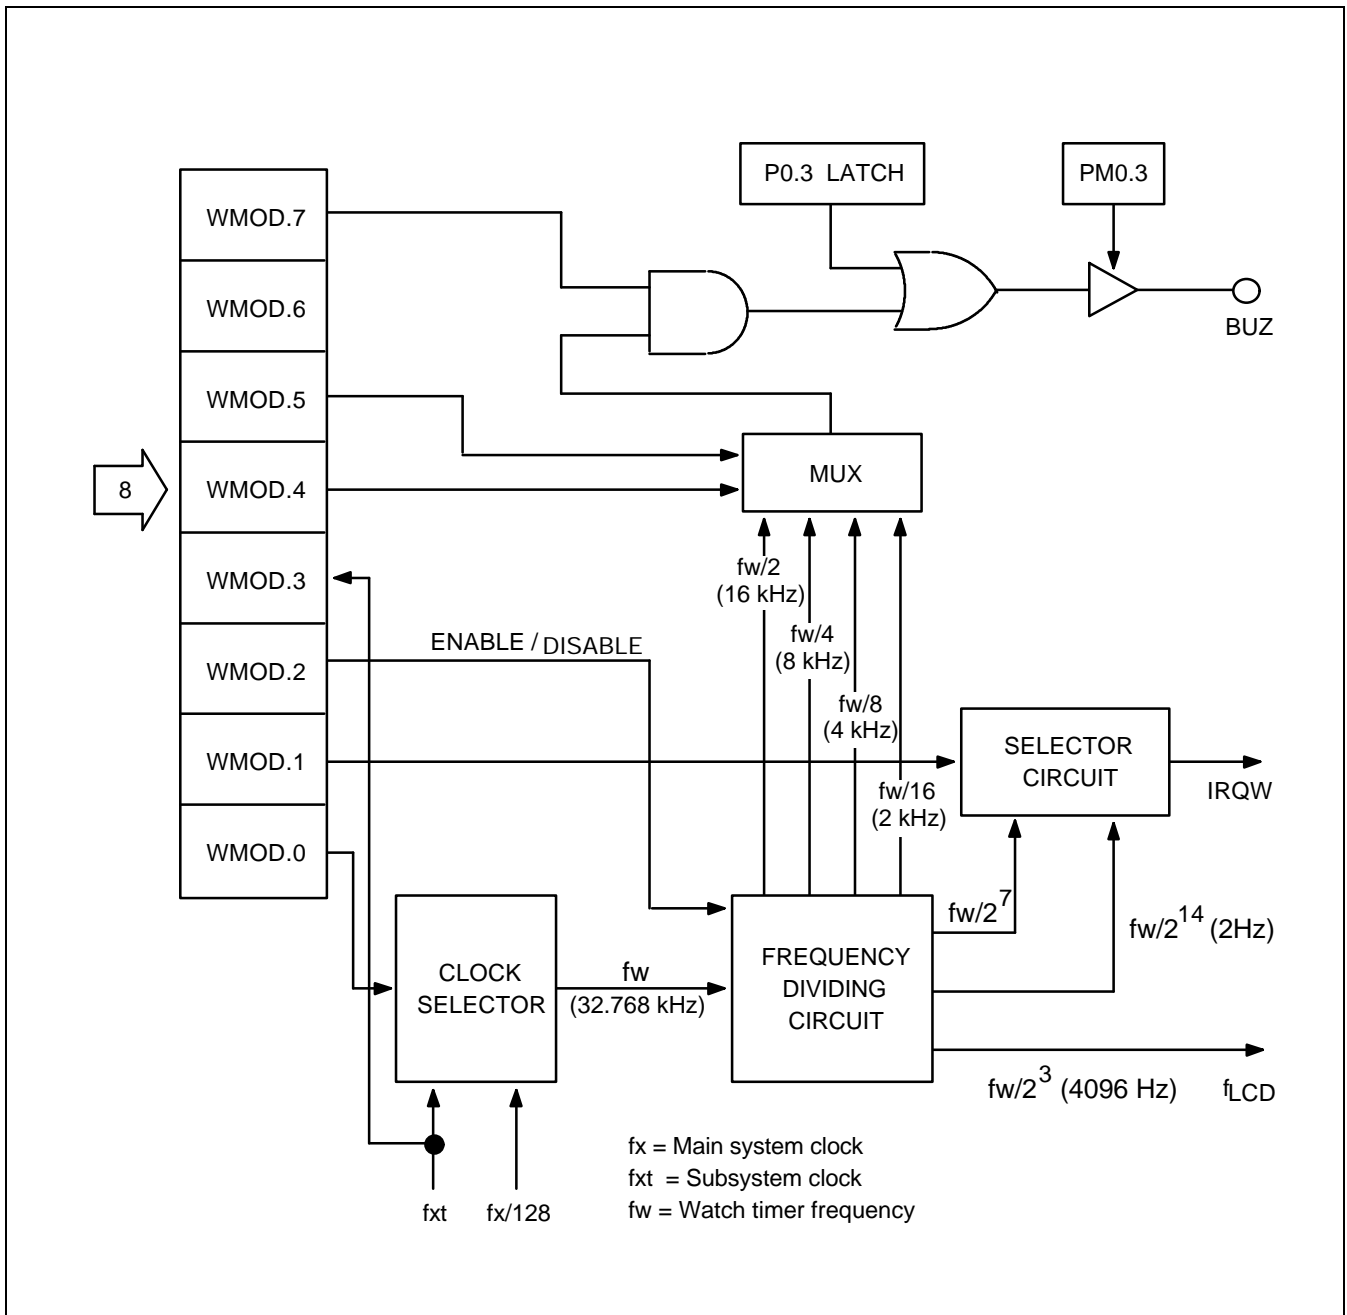 P0.3 LATCH
PM0.3
WMOD.7
WMOD.6
WMOD.5
WMOD.4
WMOD.3
WMOD.2
WMOD.1
WMOD.0
8
BUZ
MUX
fw/2
(16 kHz)
fw/4
(8 kHz)
fw/8
(4 kHz)
fw/16
(2 kHz)
ENABLE / DISABLE
SELECTOR
CIRCUIT
IRQW
CLOCK
SELECTOR
fw
(32.768 kHz)
FREQUENCY
DIVIDING
CIRCUIT
fw/2^7
fw/2^14 (2Hz)
fw/2^3 (4096 Hz)
fLCD
fxt
fx/128
fx = Main system clock
fxt = Subsystem clock
fw = Watch timer frequency